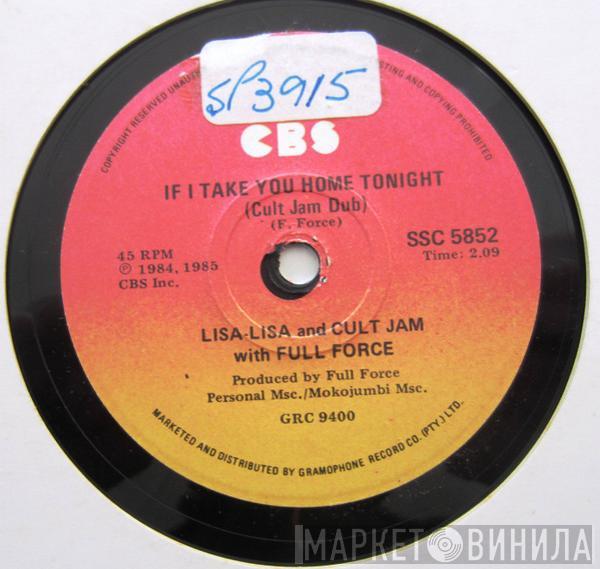 COPYRIGHT RESERVED UNAUTH
STING AND COPYING PROHIBITED
SP3915
CBS
IF I TAKE YOU HOME TONIGHT
(Cult Jam Dub)
(F. Force)
45 RPM
℗ 1984, 1985
CBS Inc.
SSC 5852
Time: 2.09
LISA-LISA and CULT JAM
with FULL FORCE
Produced by Full Force
Personal Msc./Mokojumbi Msc.
GRC 9400
MARKETED AND DISTRIBUTED BY GRAMOPHONE RECORD CO. (PTY.) LTD.
МАРКЕТ ВИНИЛА